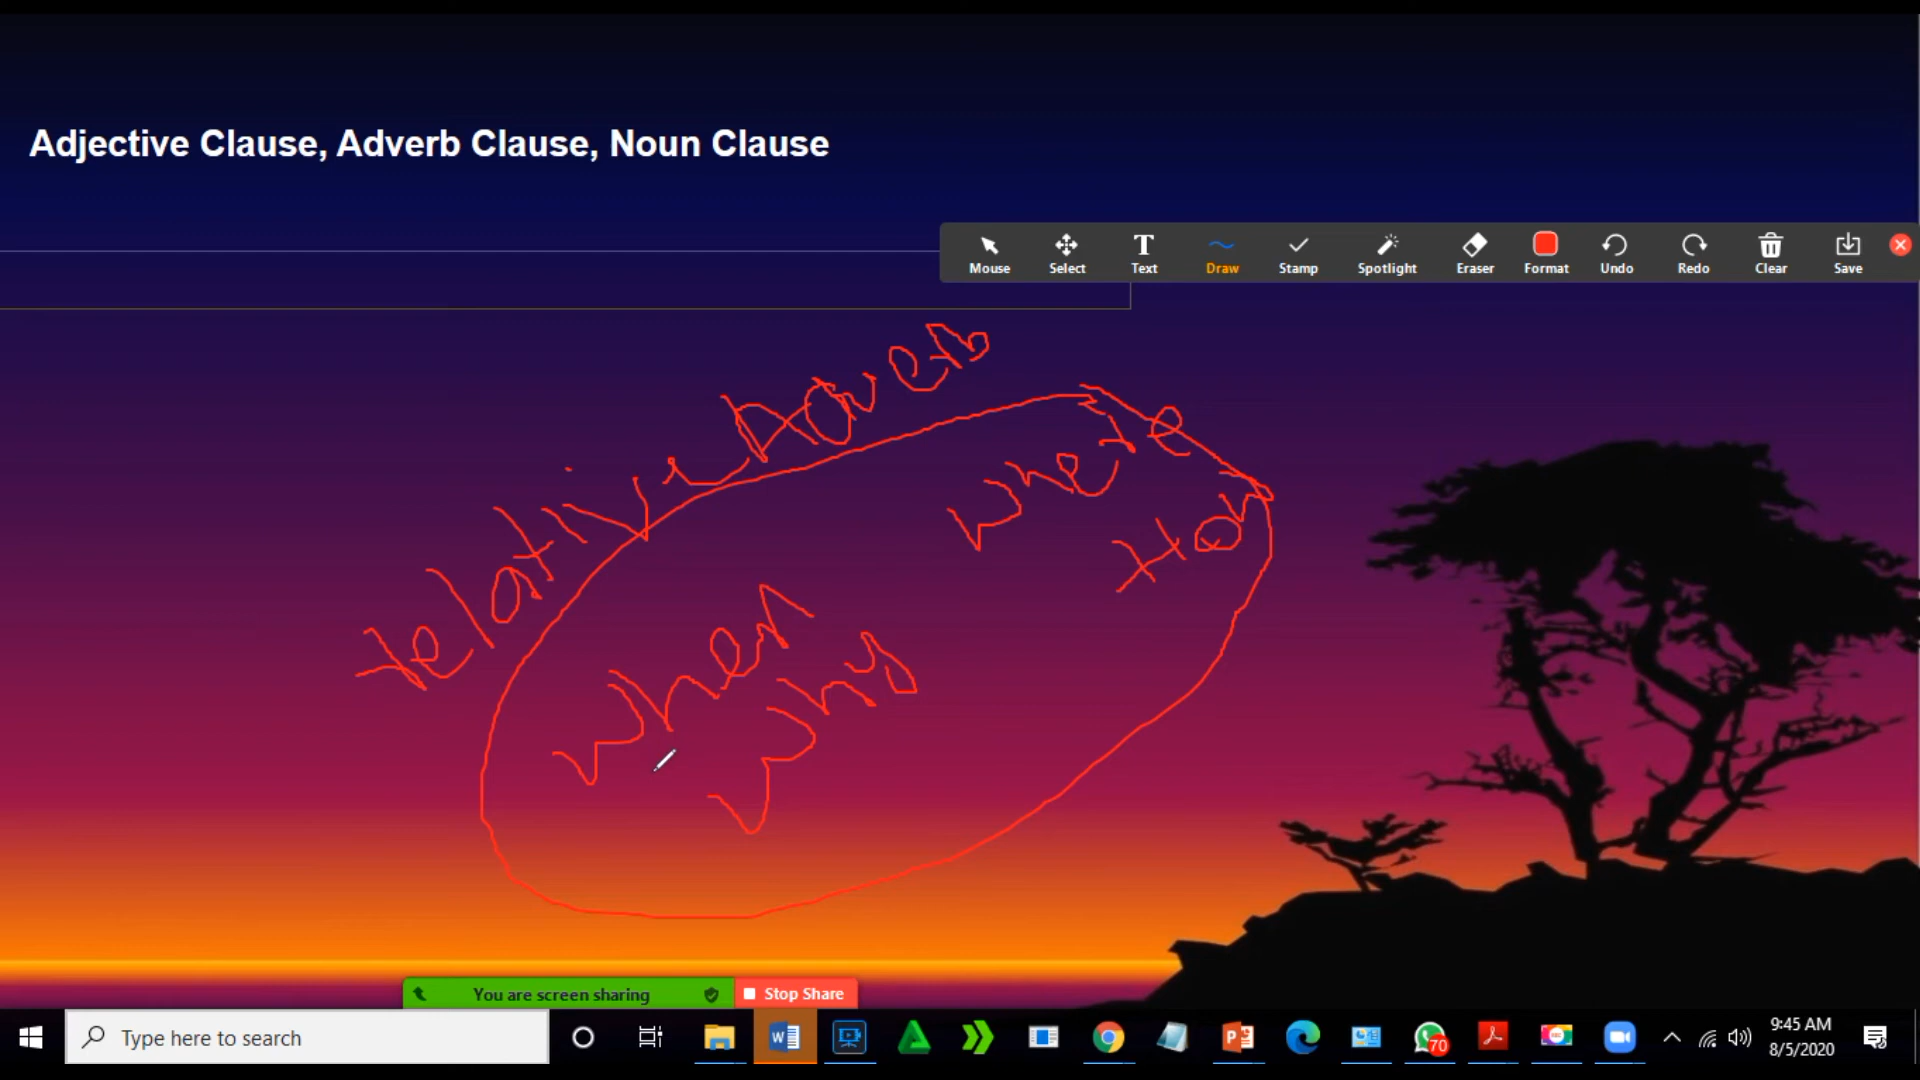 Adjective Clause, Adverb Clause, Noun Clause
Mouse Select Text Draw Stamp Spotlight Eraser Format Undo Redo Clear Save
relative Adverb
where
How
when
why
You are screen sharing Stop Share
Type here to search
70
9:45 AM
8/5/2020